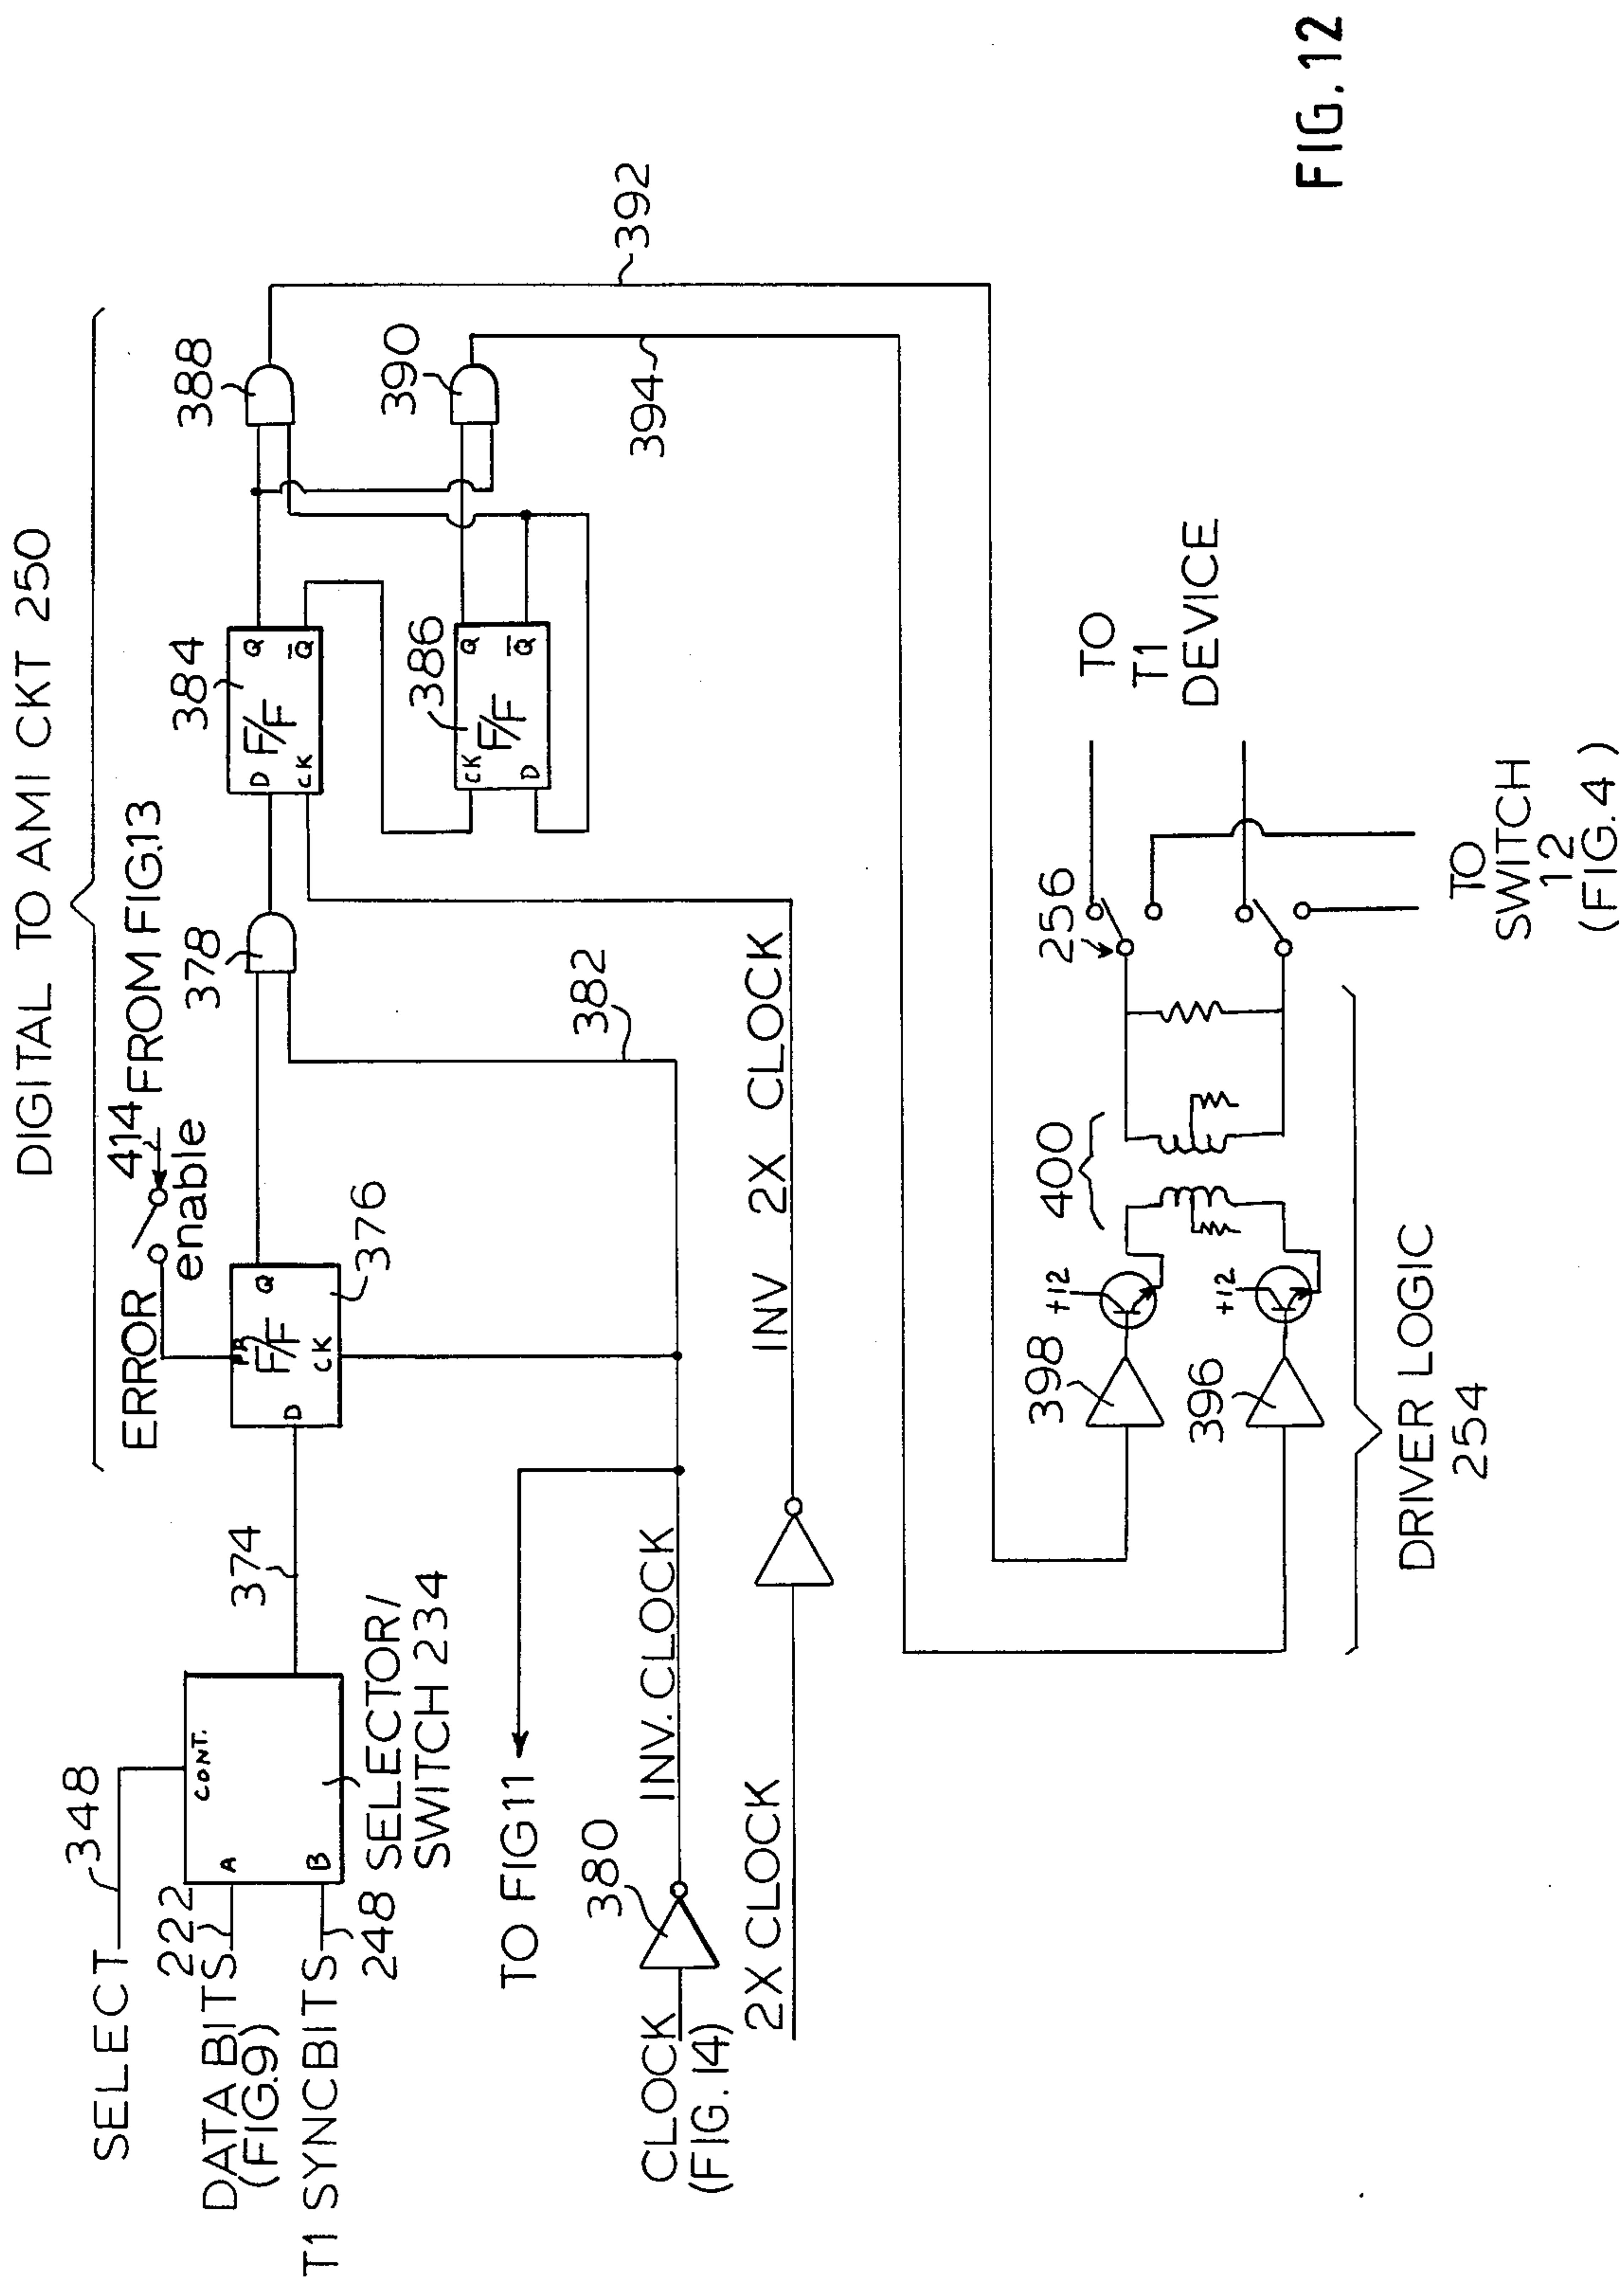 DIGITAL TO AMI CKT 250
SELECT
348
222
DATA BITS
(FIG.9)
T1 SYNCBITS
248
CONT.
A
B
SELECTOR/
SWITCH 234
374
ERROR
414
FROM FIG.13
enable
PR
F/F
D
Q
CK
376
378
382
384
D
F/F
CK
Q
Q̅
386
CK
F/F
D
Q
Q̅
388
390
392
394
TO FIG 11
380
CLOCK
(FIG.14)
INV. CLOCK
2X CLOCK
INV 2X CLOCK
398
396
+12
+12
400
256
TO
T1
DEVICE
TO
SWITCH
12
(FIG.4)
DRIVER LOGIC
254
FIG.12